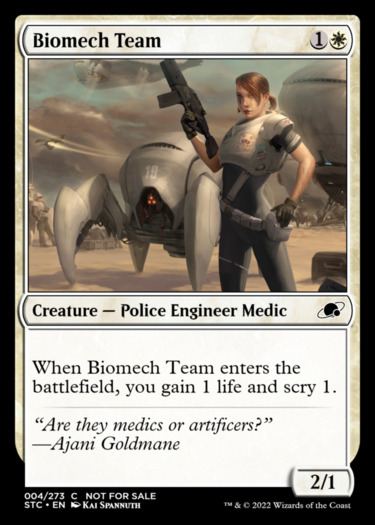 Biomech Team 1
18
Creature — Police Engineer Medic
When Biomech Team enters the
battlefield, you gain 1 life and scry 1.
“Are they medics or artificers?”
—Ajani Goldmane
2/1
004/273 C NOT FOR SALE
STC • EN Kai Spannuth
™ & © 2022 Wizards of the Coast